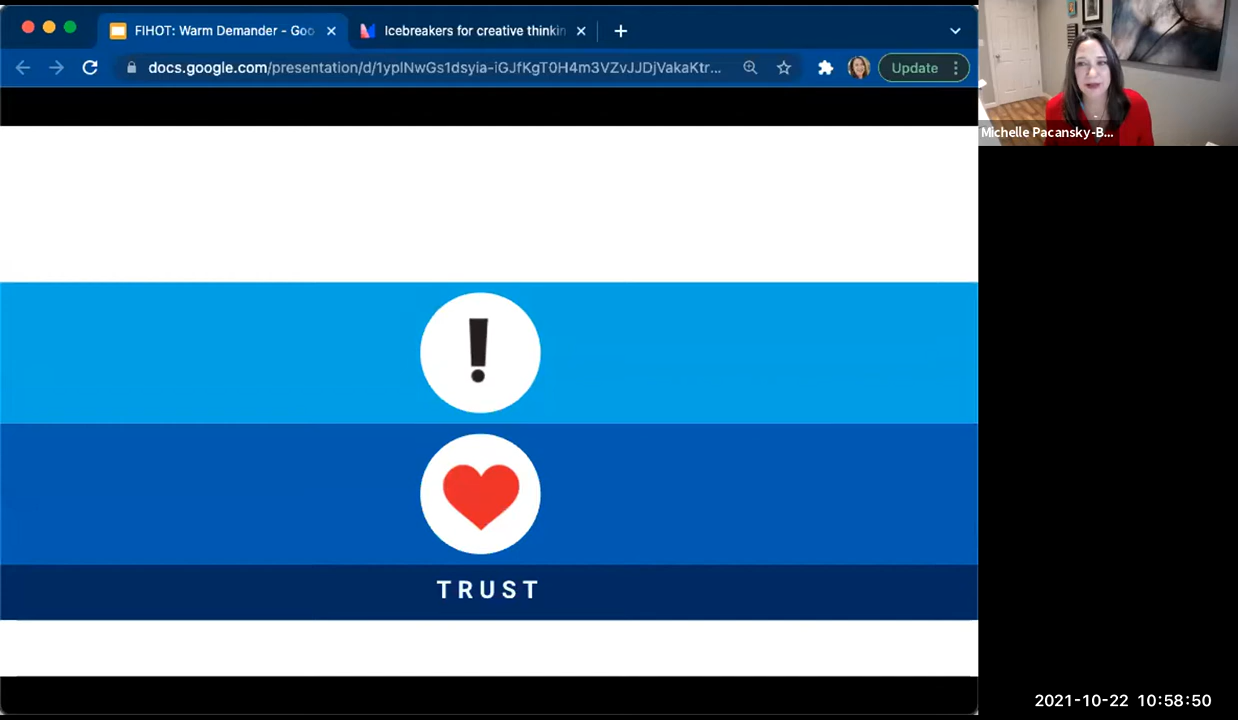 FIHOT: Warm Demander - Goo
Icebreakers for creative thinkin
docs.google.com/presentation/d/1yplNwGs1dsyia-iGJfKgT0H4m3VZvJJDjVakaKtr...
Update
Michelle Pacansky-B...
!
TRUST
2021-10-22 10:58:50